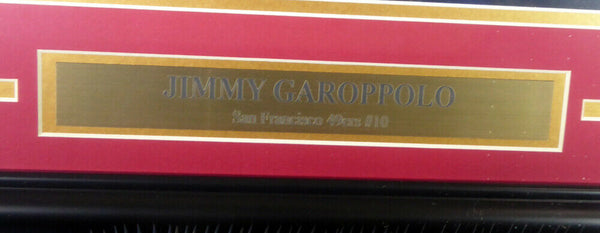 JIMMY GAROPPOLO
San Francisco 49ers #10